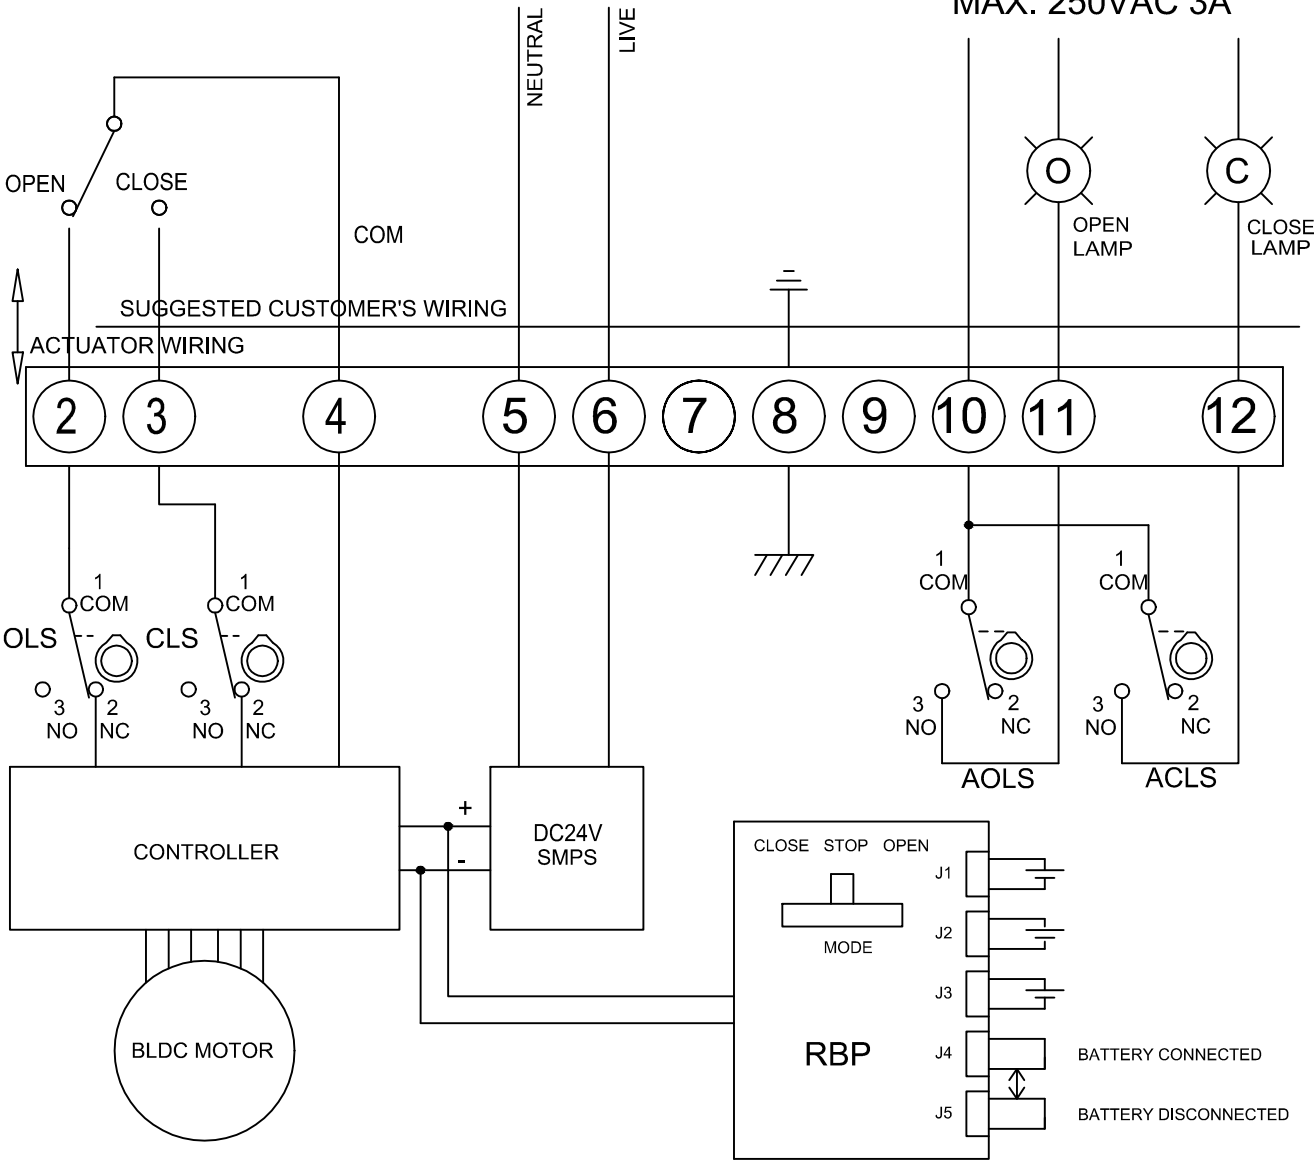 MAX. 250VAC 3A
NEUTRAL
LIVE
OPEN
CLOSE
COM
O
C
OPEN
LAMP
CLOSE
LAMP
SUGGESTED CUSTOMER'S WIRING
ACTUATOR WIRING
2 3 4 5 6 7 8 9 10 11 12
1
COM
OLS
3
NO
2
NC
1
COM
CLS
3
NO
2
NC
1
COM
3
NO
2
NC
AOLS
1
COM
3
NO
2
NC
ACLS
CONTROLLER
+
-
DC24V
SMPS
BLDC MOTOR
CLOSE STOP OPEN
MODE
RBP
J1
J2
J3
J4
BATTERY CONNECTED
J5
BATTERY DISCONNECTED